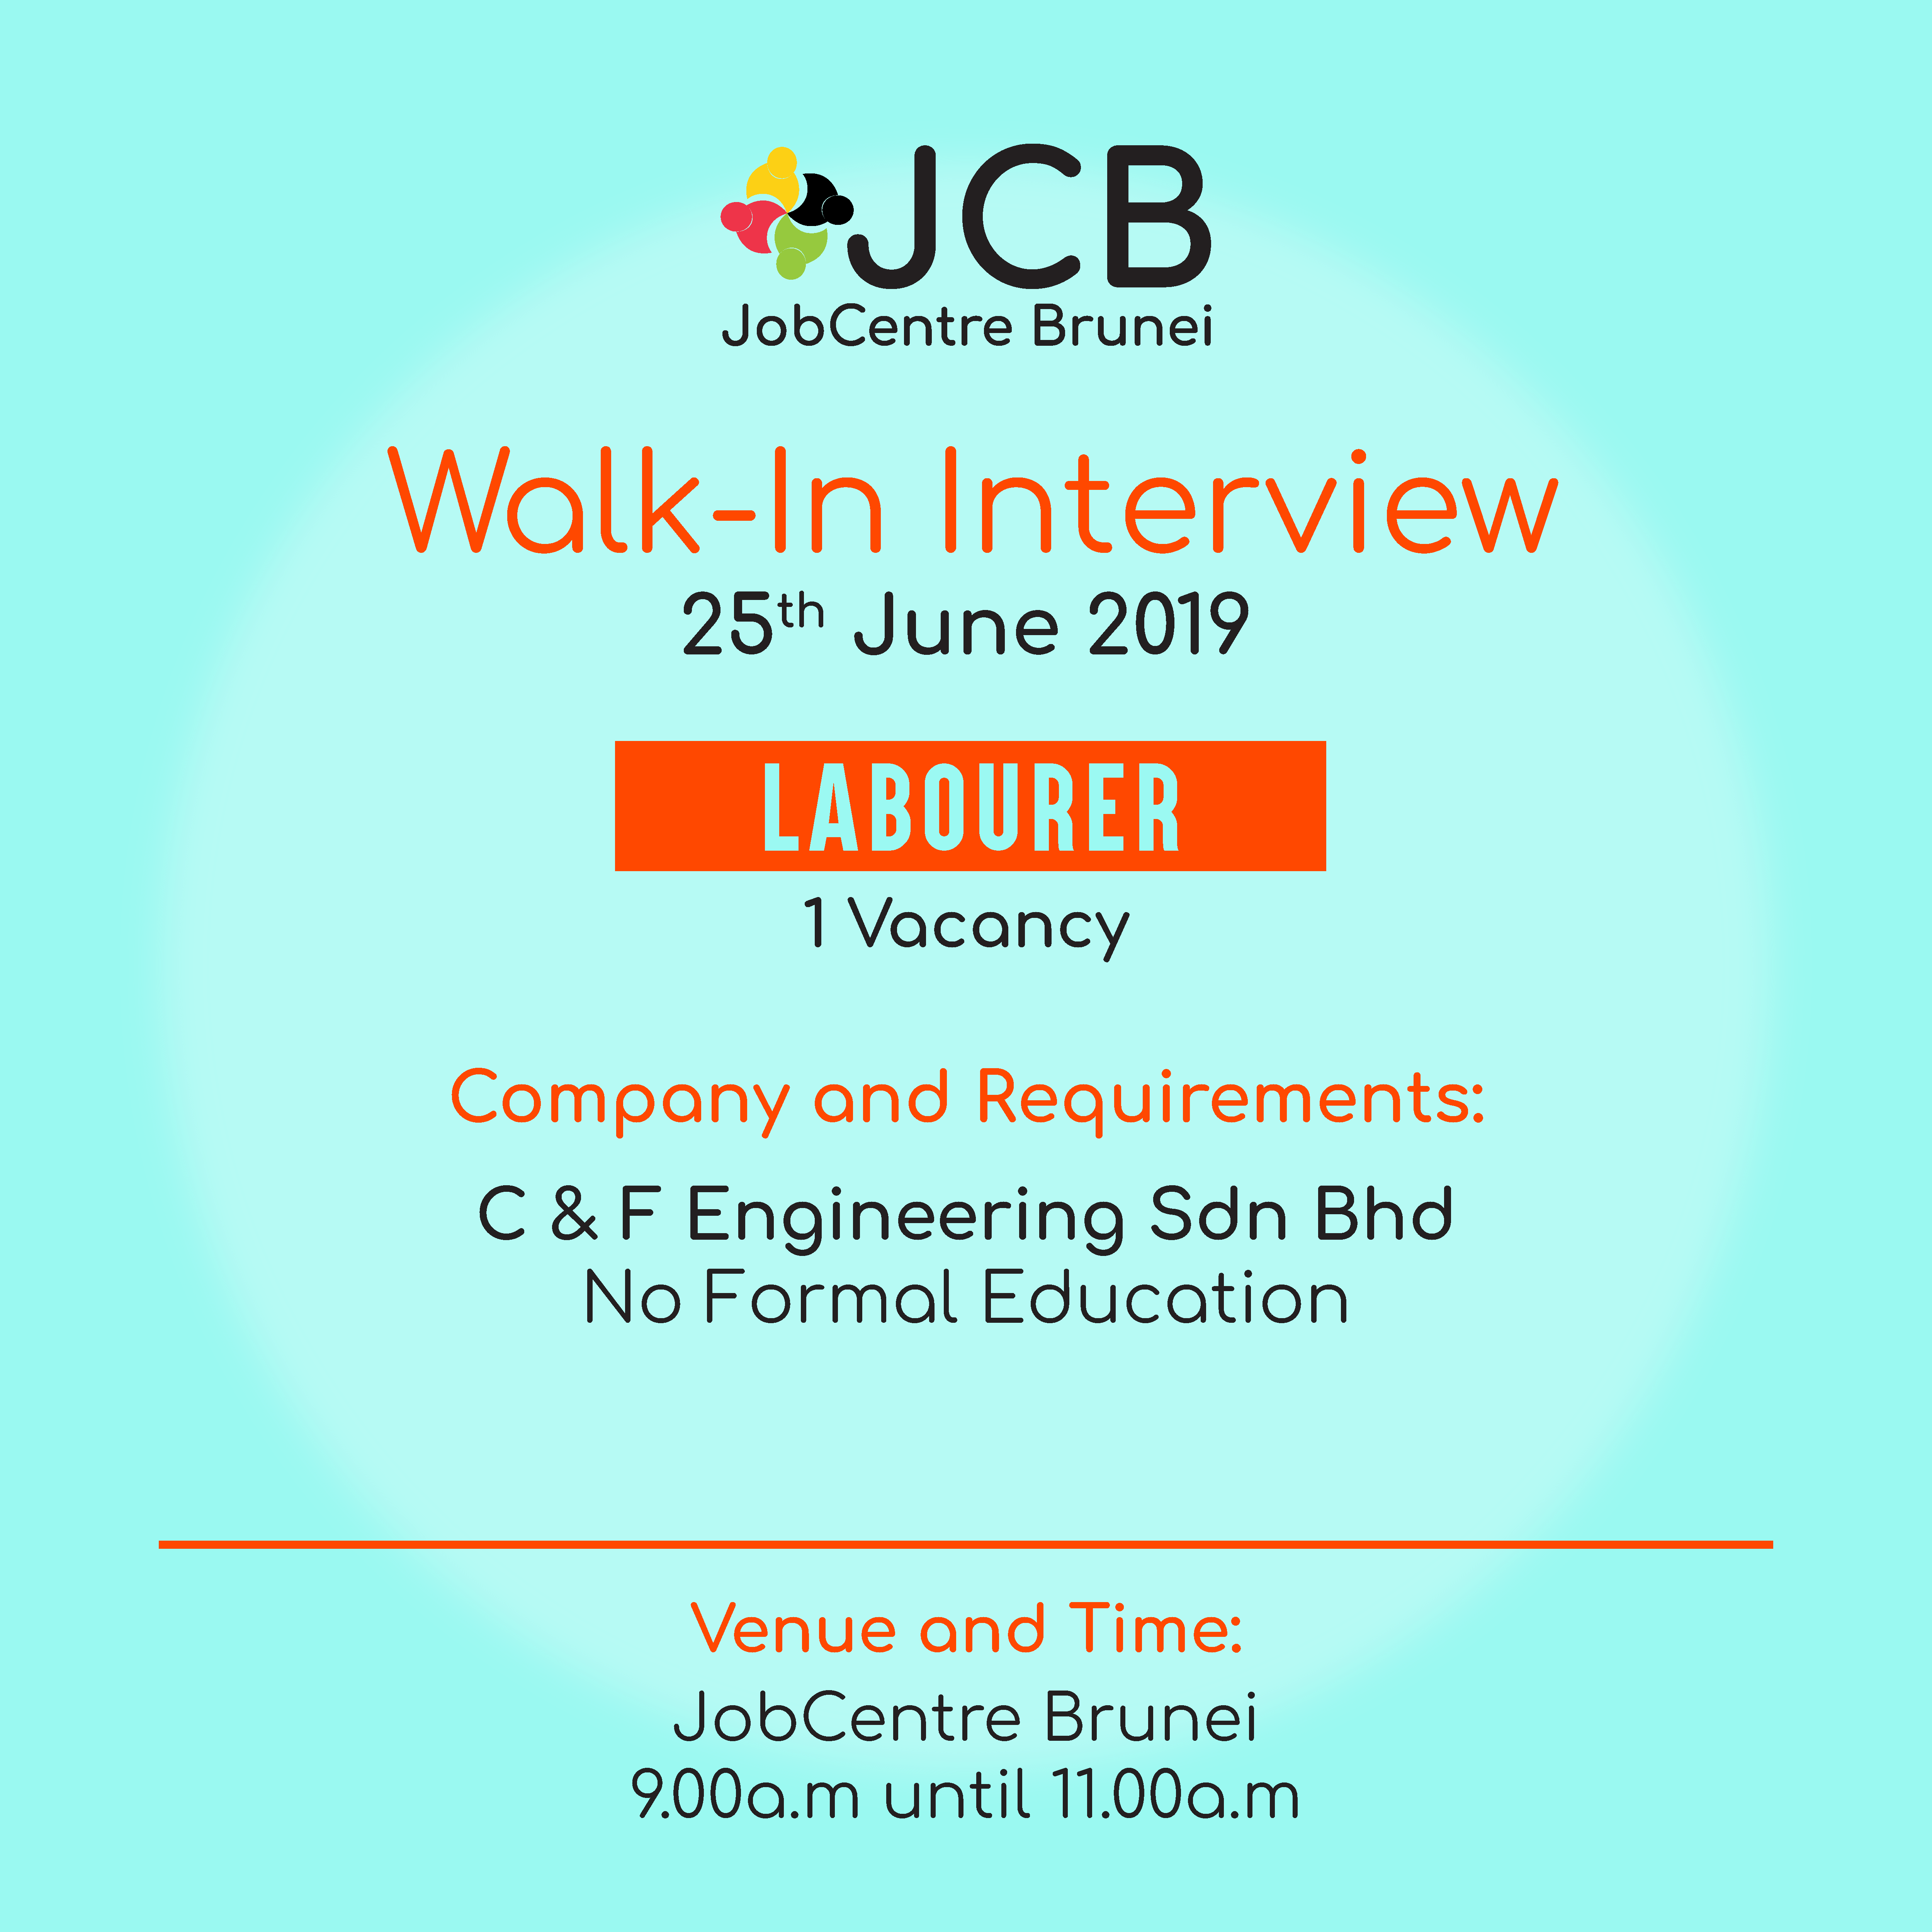 JCB
JobCentre Brunei
Walk-In Interview
25th June 2019
LABOURER
1 Vacancy
Company and Requirements:
C & F Engineering Sdn Bhd
No Formal Education
Venue and Time:
JobCentre Brunei
9.00a.m until 11.00a.m